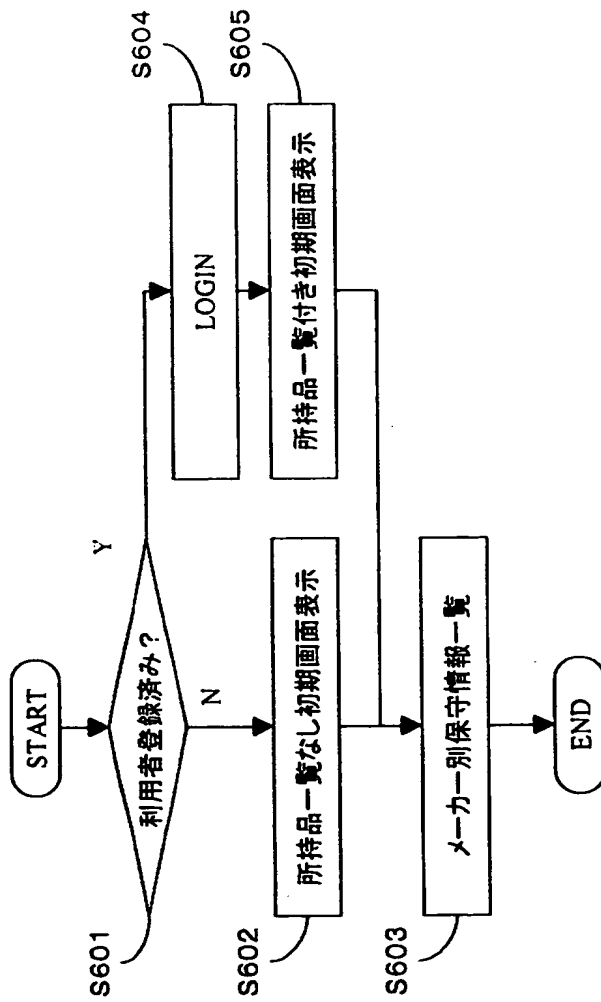 START
S601
利用者登録済み？
Y
N
S604
LOGIN
S602
所持品一覧なし初期画面表示
S605
所持品一覧付き初期画面表示
S603
メーカー別保守情報一覧
END